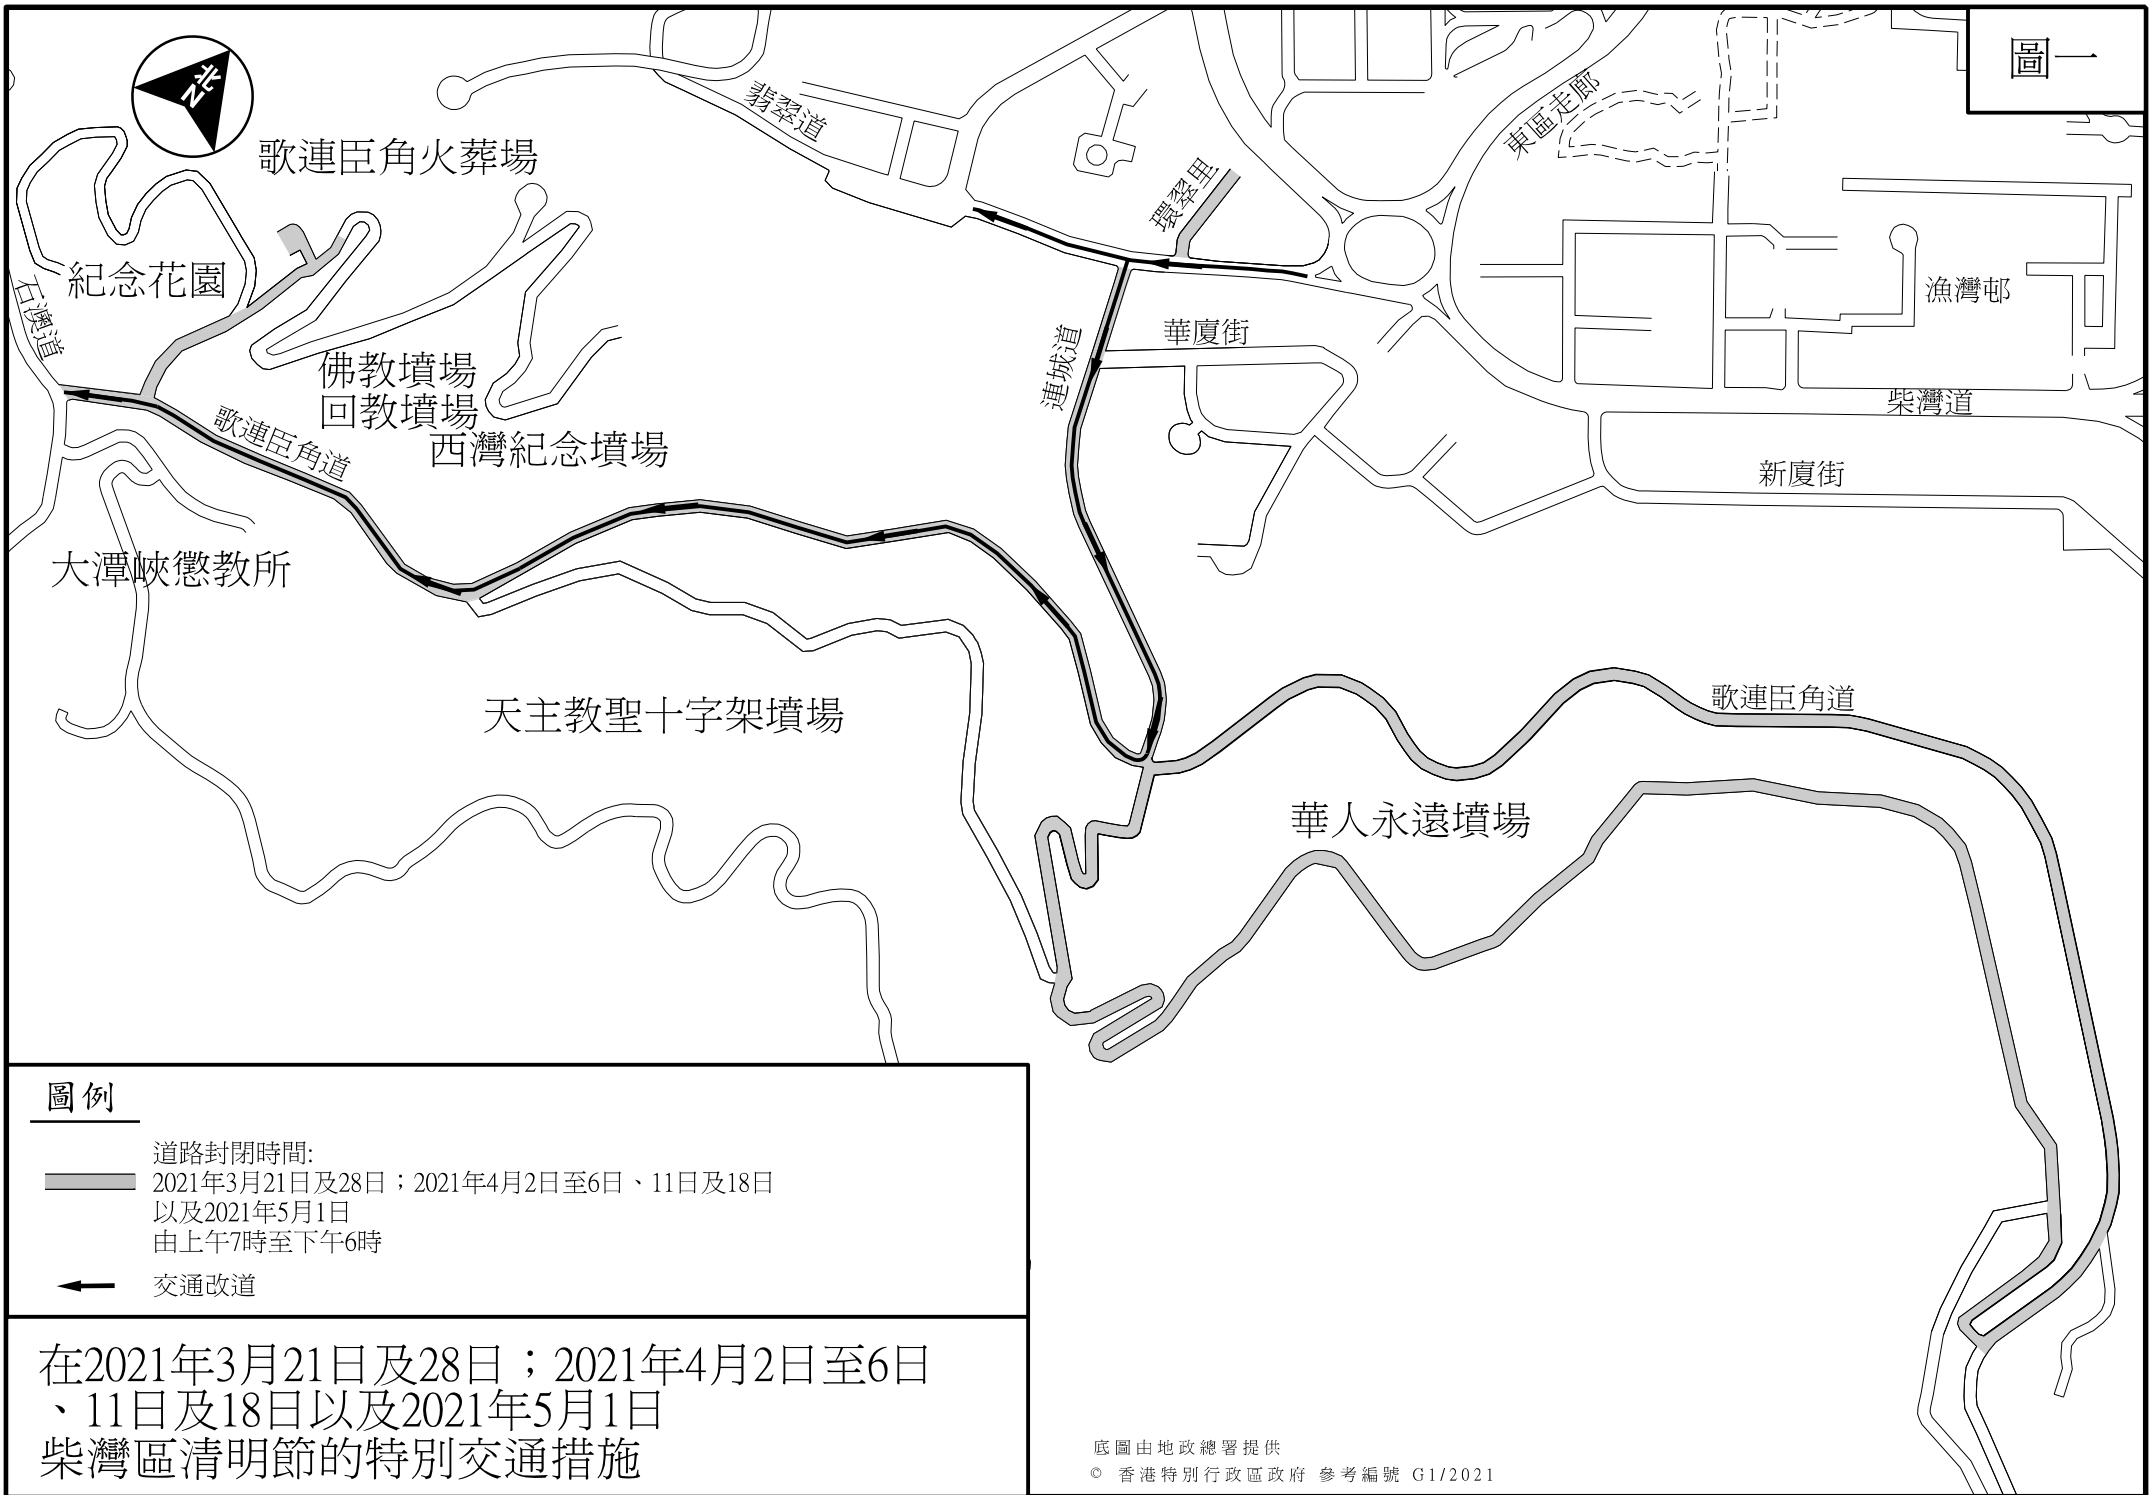 圖一
北
N
翡翠道
東區走廊
歌連臣角火葬場
環翠里
紀念花園
石澳道
漁灣邨
華廈街
連城道
佛教墳場
回教墳場
柴灣道
歌連臣角道
西灣紀念墳場
新廈街
大潭峽懲教所
天主教聖十字架墳場
歌連臣角道
華人永遠墳場
圖例
道路封閉時間:
2021年3月21日及28日；2021年4月2日至6日、11日及18日
以及2021年5月1日
由上午7時至下午6時
交通改道
在2021年3月21日及28日；2021年4月2日至6日
、11日及18日以及2021年5月1日
柴灣區清明節的特別交通措施
底圖由地政總署提供
© 香港特別行政區政府 參考編號 G1/2021